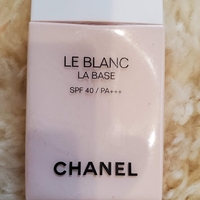 LE BLANC
LA BASE
SPF 40 / PA+++
CHANEL